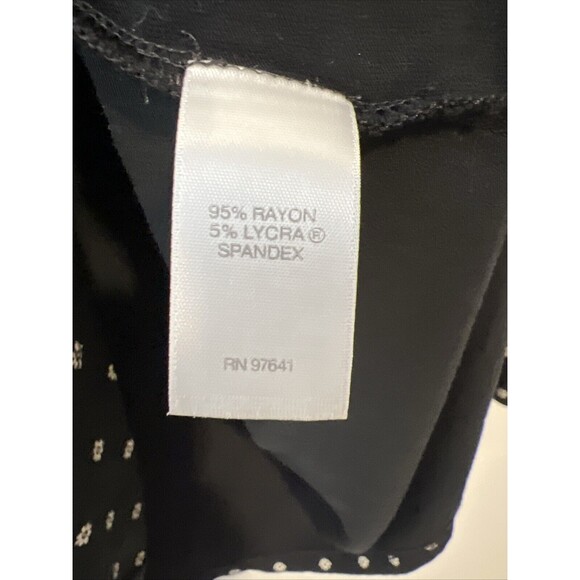 95% RAYON
5% LYCRA®
SPANDEX
RN 97641